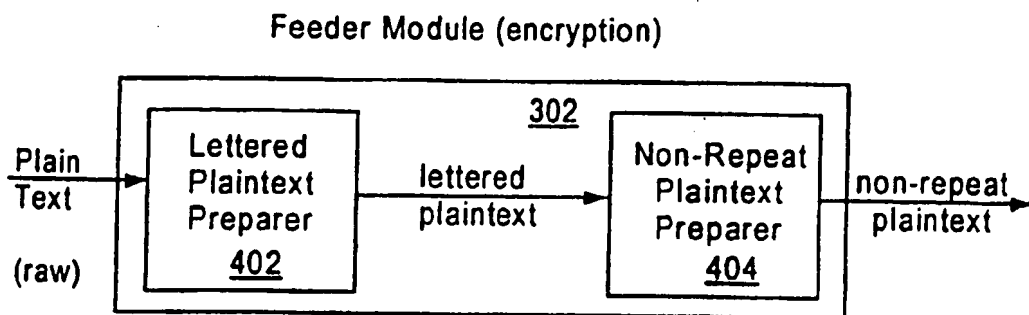 Feeder Module (encryption)
302
Plain
Text
(raw)
Lettered
Plaintext
Preparer
402
lettered
plaintext
Non-Repeat
Plaintext
Preparer
404
non-repeat
plaintext